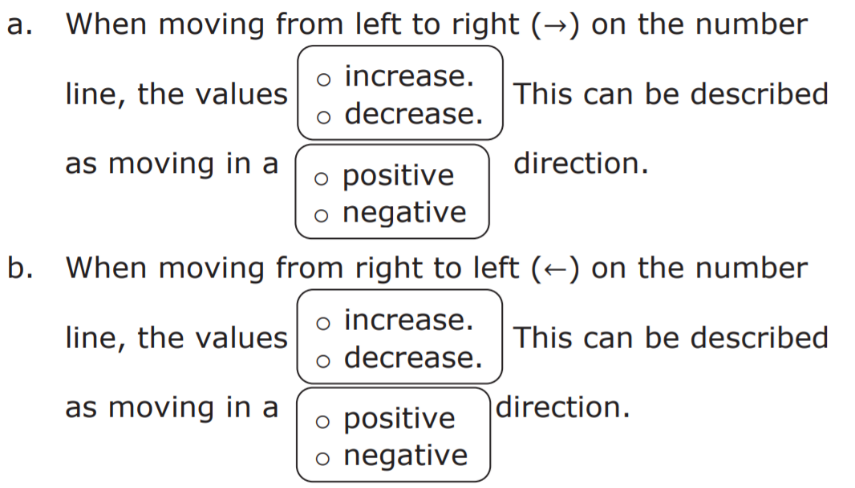 a. When moving from left to right (→) on the number
line, the values ○ increase. ○ decrease. This can be described
as moving in a ○ positive ○ negative direction.
b. When moving from right to left (←) on the number
line, the values ○ increase. ○ decrease. This can be described
as moving in a ○ positive ○ negative direction.